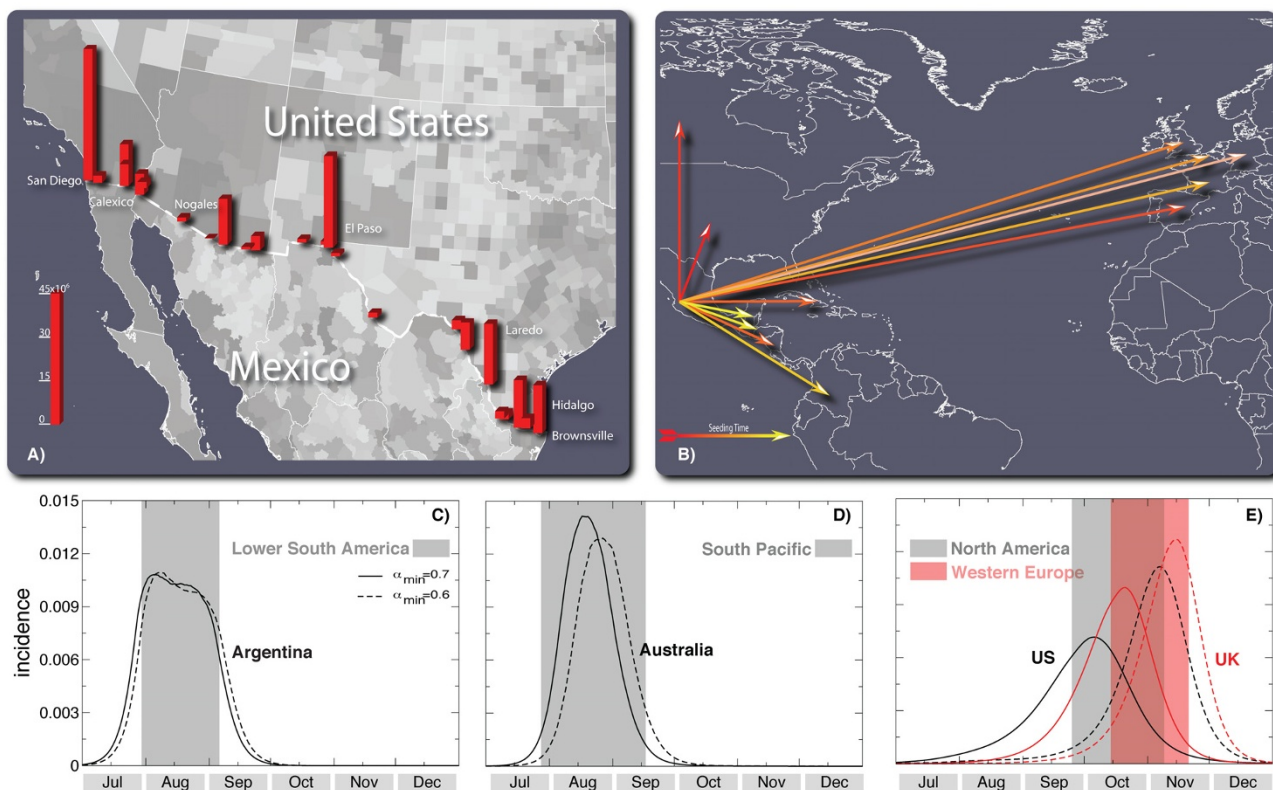 United States
San Diego
Calexico
Nogales
El Paso
45x10⁶
30
15
0
Mexico
Laredo
Hidalgo
Brownsville
A)
Seeding Time
B)
0.015
0.012
0.009
0.006
0.003
0
incidence
C)
Lower South America
α min=0.7
α min=0.6
Argentina
Jul Aug Sep Oct Nov Dec
D)
South Pacific
Australia
Jul Aug Sep Oct Nov Dec
E)
North America
Western Europe
US
UK
Jul Aug Sep Oct Nov Dec